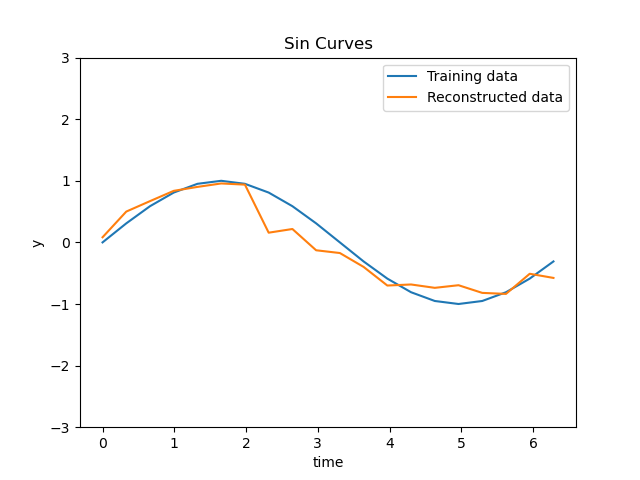 Sin Curves
Training data
Reconstructed data
3
2
1
0
−1
−2
−3
y
0 1 2 3 4 5 6
time